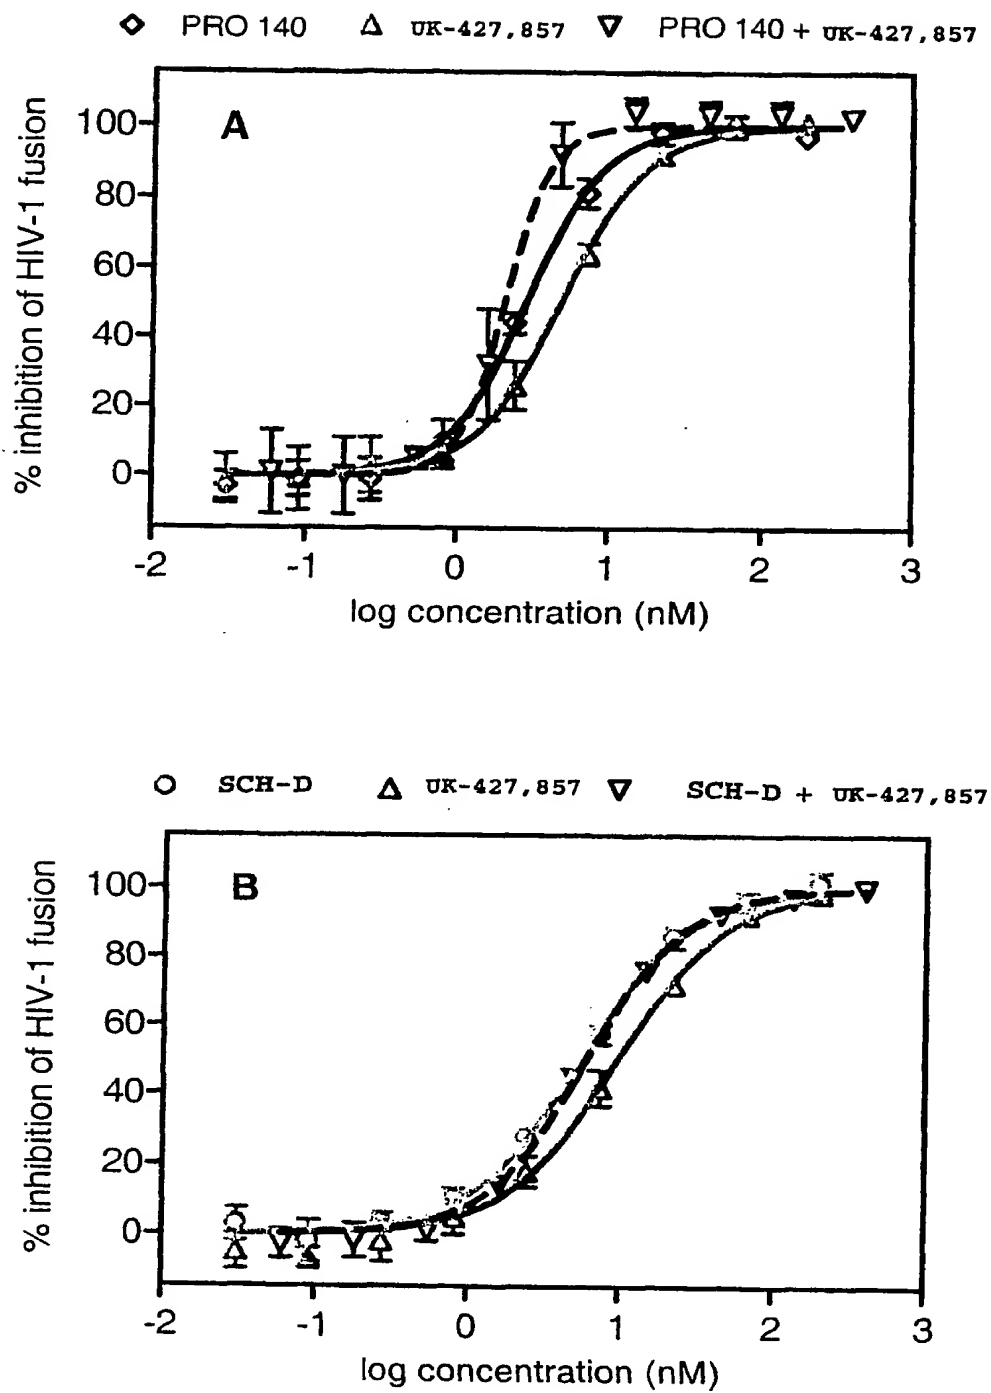 PRO 140 UK-427,857 PRO 140 + UK-427,857
A
% inhibition of HIV-1 fusion
100
80
60
40
20
0
-2 -1 0 1 2 3
log concentration (nM)
SCH-D UK-427,857 SCH-D + UK-427,857
B
% inhibition of HIV-1 fusion
100
80
60
40
20
0
-2 -1 0 1 2 3
log concentration (nM)